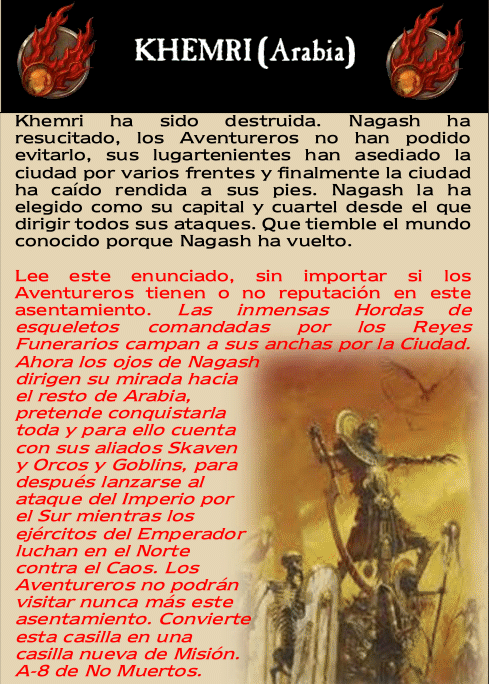 KHEMRI (Arabia)
Khemri ha sido destruida. Nagash ha
resucitado, los Aventureros no han podido
evitarlo, sus lugartenientes han asediado la
ciudad por varios frentes y finalmente la ciudad
ha caído rendida a sus pies. Nagash la ha
elegido como su capital y cuartel desde el que
dirigir todos sus ataques. Que tiemble el mundo
conocido porque Nagash ha vuelto.
Lee este enunciado, sin importar si los
Aventureros tienen o no reputación en este
asentamiento. Las inmensas Hordas de
esqueletos comandadas por los Reyes
Funerarios campan a sus anchas por la Ciudad.
Ahora los ojos de Nagash
dirigen su mirada hacia
el resto de Arabia,
pretende conquistarla
toda y para ello cuenta
con sus aliados Skaven
y Orcos y Goblins, para
después lanzarse al
ataque del Imperio por
el Sur mientras los
ejércitos del Emperador
luchan en el Norte
contra el Caos. Los
Aventureros no podrán
visitar nunca más este
asentamiento. Convierte
esta casilla en una
casilla nueva de Misión.
A-8 de No Muertos.